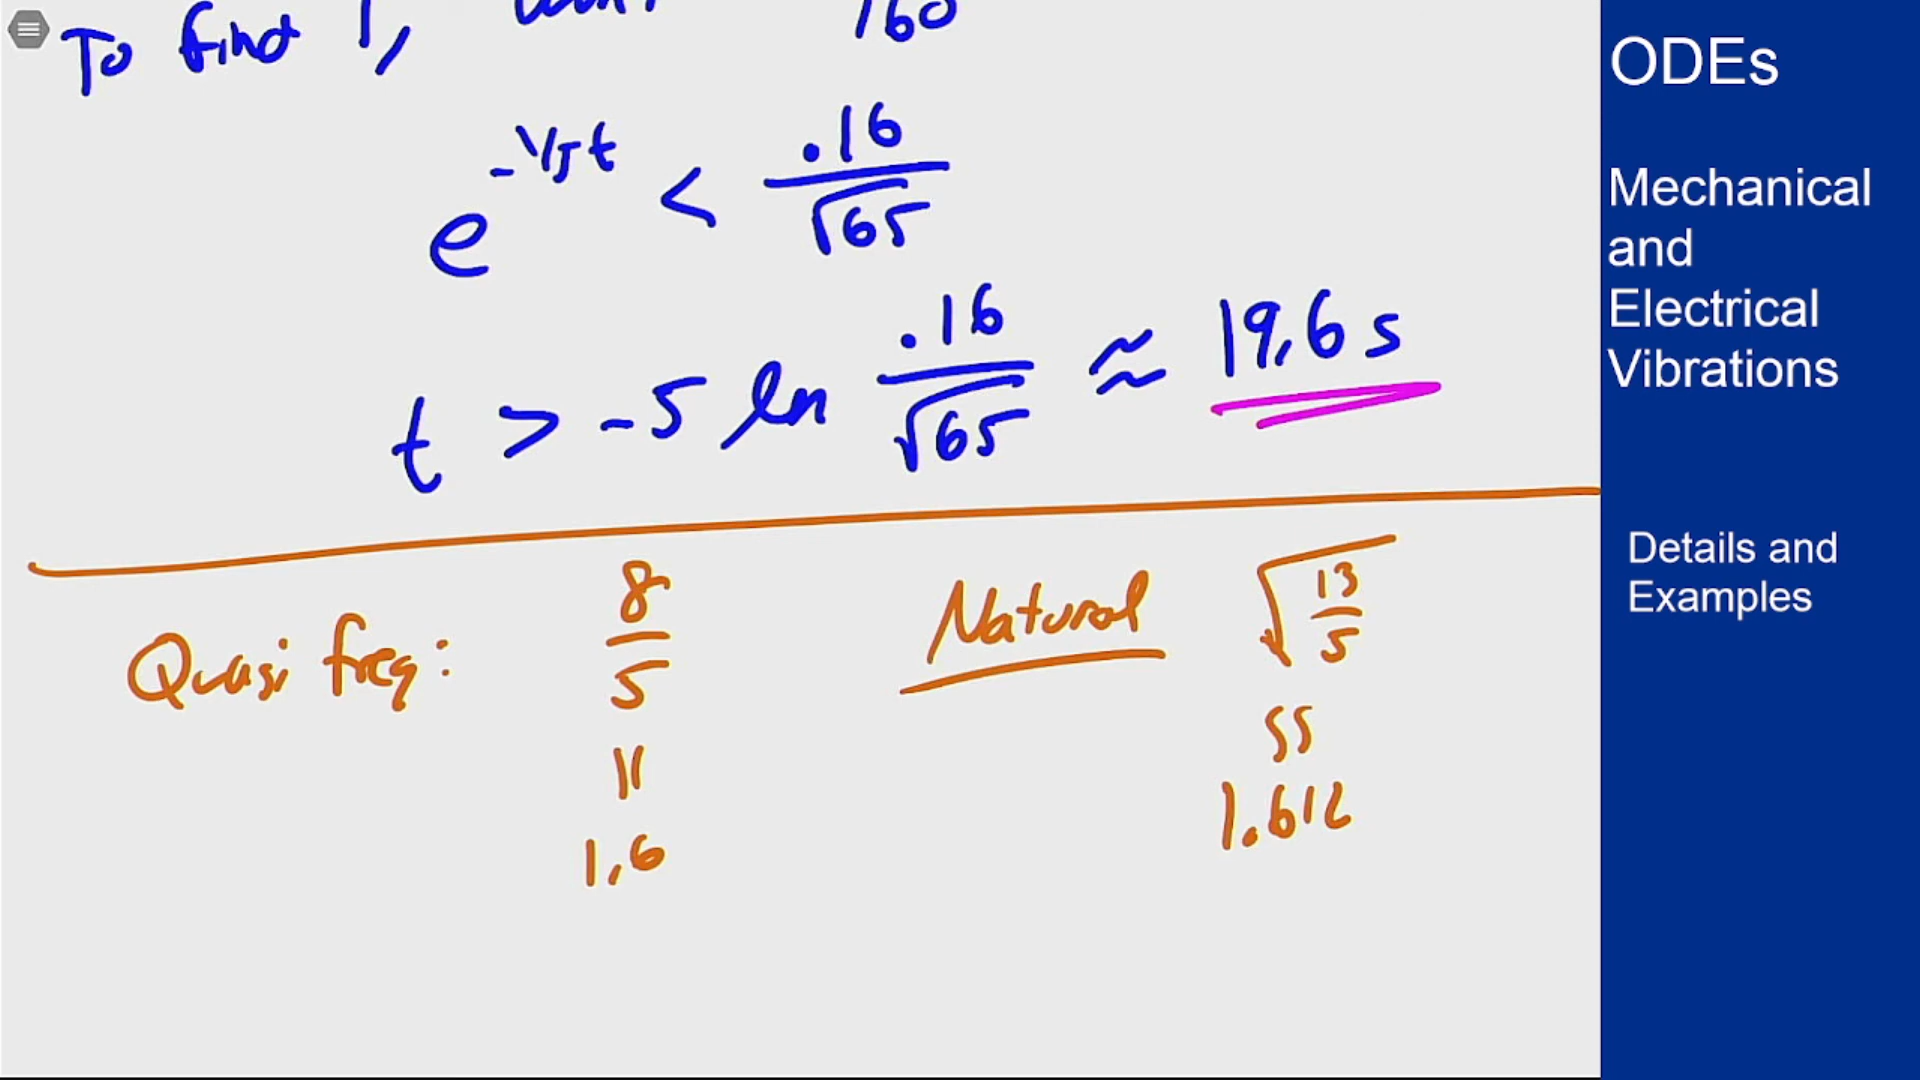 To find T,
160
e^{-1/5 t} < .16/√65
t > -5 ln .16/√65 ≈ 19.6 s
Quasi freq: 8/5
=
1.6
Natural √(13/5)
≈
1.612
ODEs
Mechanical
and
Electrical
Vibrations
Details and
Examples